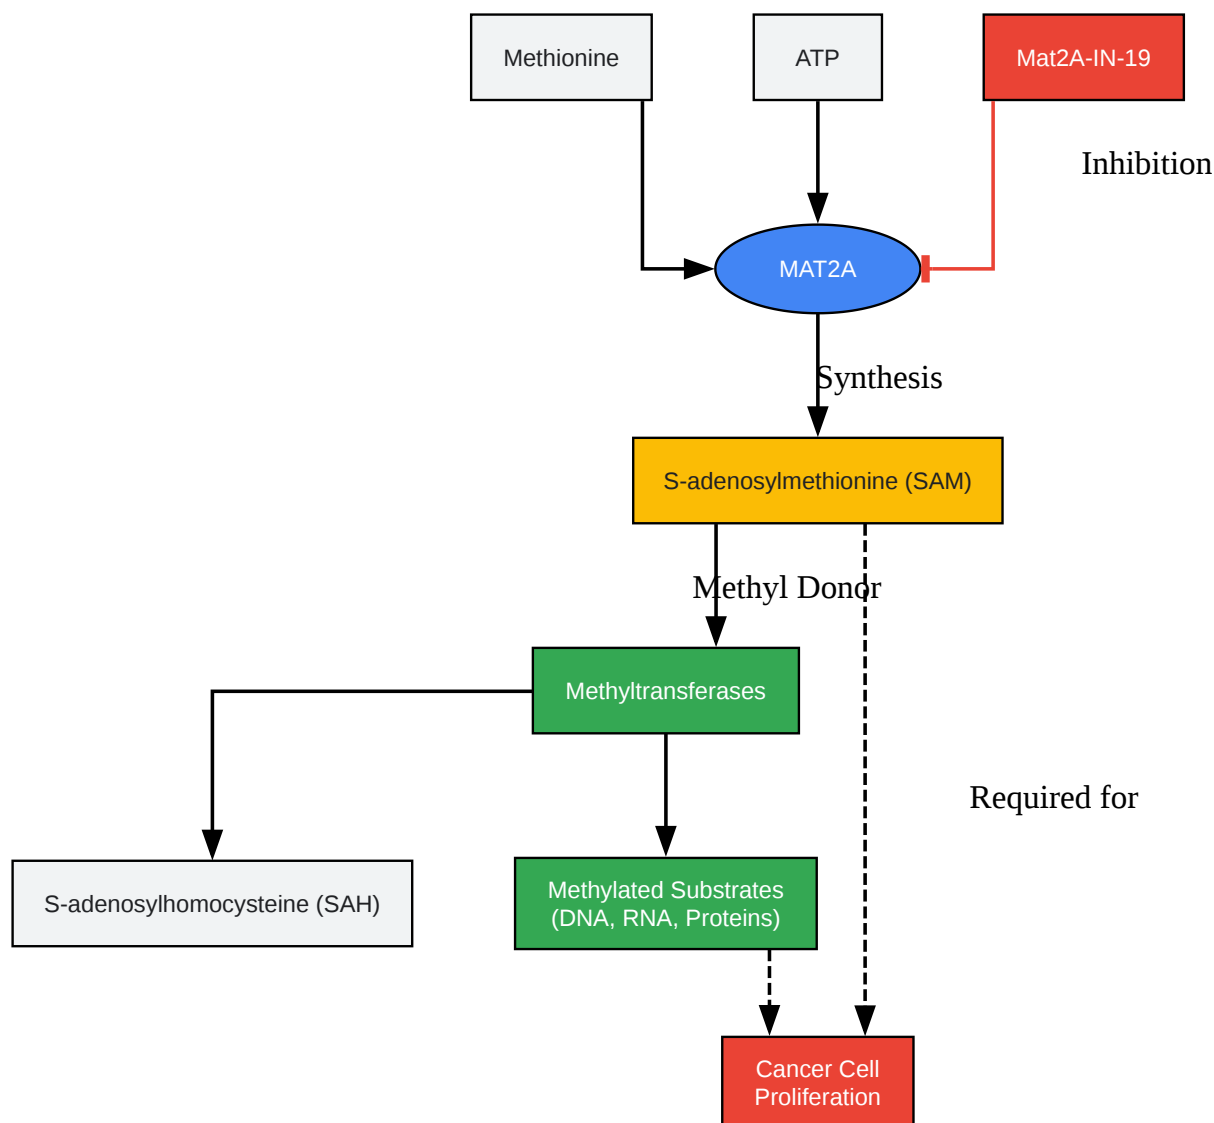 Methionine
ATP
Mat2A-IN-19
Inhibition
MAT2A
Synthesis
S-adenosylmethionine (SAM)
Methyl Donor
Methyltransferases
Required for
S-adenosylhomocysteine (SAH)
Methylated Substrates
(DNA, RNA, Proteins)
Cancer Cell
Proliferation